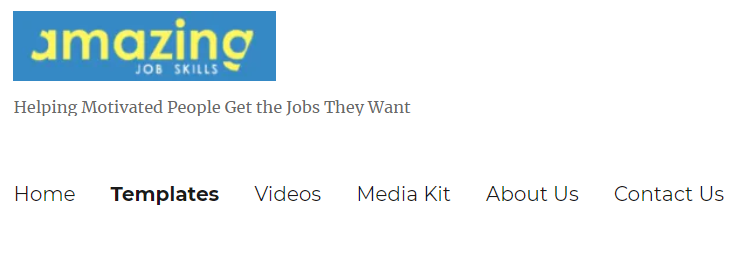 amazing
JOB SKILLS
Helping Motivated People Get the Jobs They Want
Home Templates Videos Media Kit About Us Contact Us